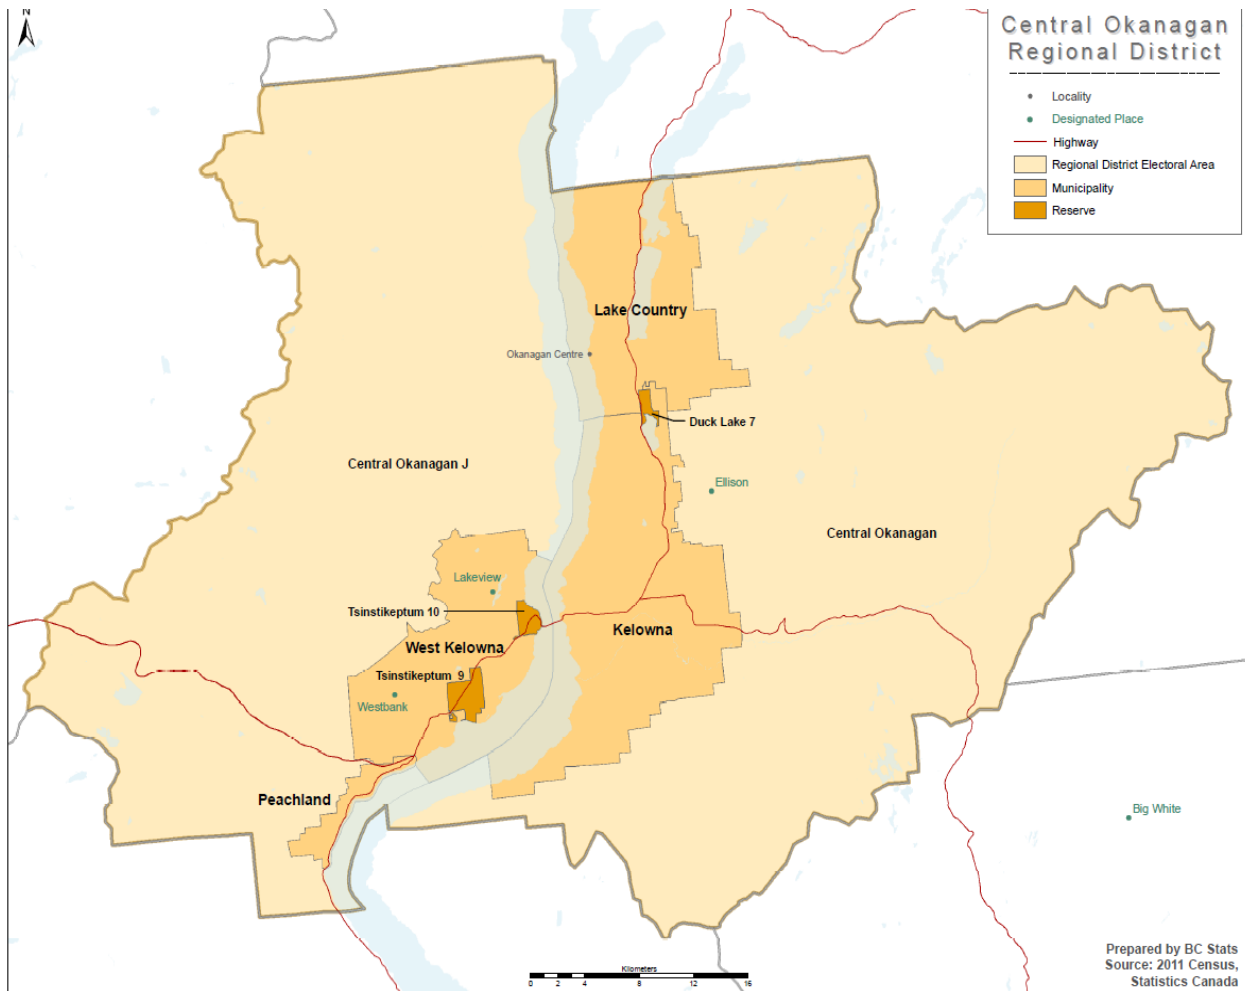 N
Central Okanagan
Regional District
Locality
Designated Place
Highway
Regional District Electoral Area
Municipality
Reserve
Lake Country
Okanagan Centre
Duck Lake 7
Central Okanagan J
Ellison
Central Okanagan
Lakeview
Tsinstikeptum 10
Kelowna
West Kelowna
Tsinstikeptum 9
Westbank
Peachland
Big White
Kilometers
0 2 4 8 12 16
Prepared by BC Stats
Source: 2011 Census,
Statistics Canada